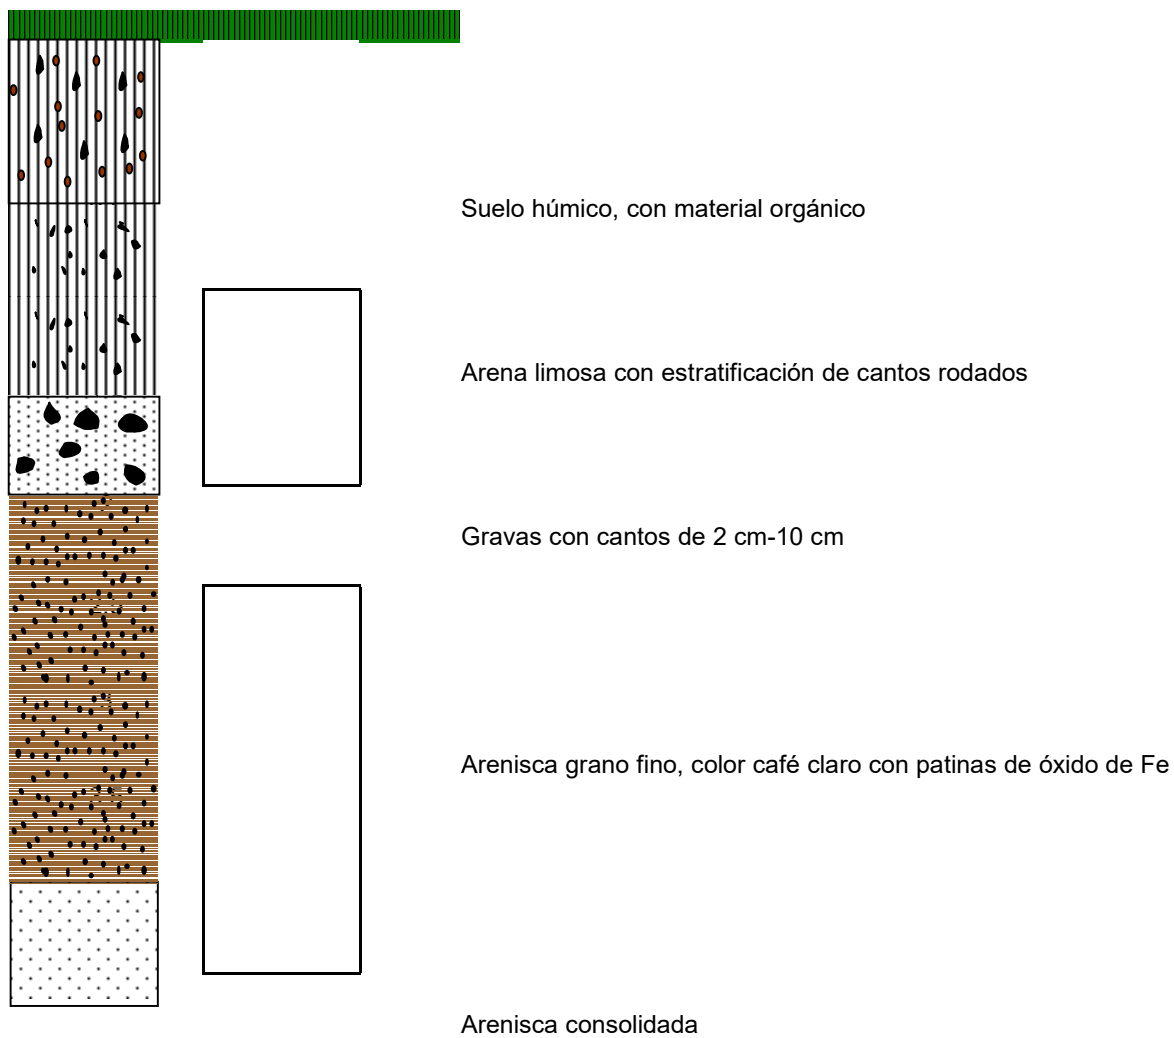 Suelo húmico, con material orgánico
Arena limosa con estratificación de cantos rodados
Gravas con cantos de 2 cm-10 cm
Arenisca grano fino, color café claro con patinas de óxido de Fe
Arenisca consolidada